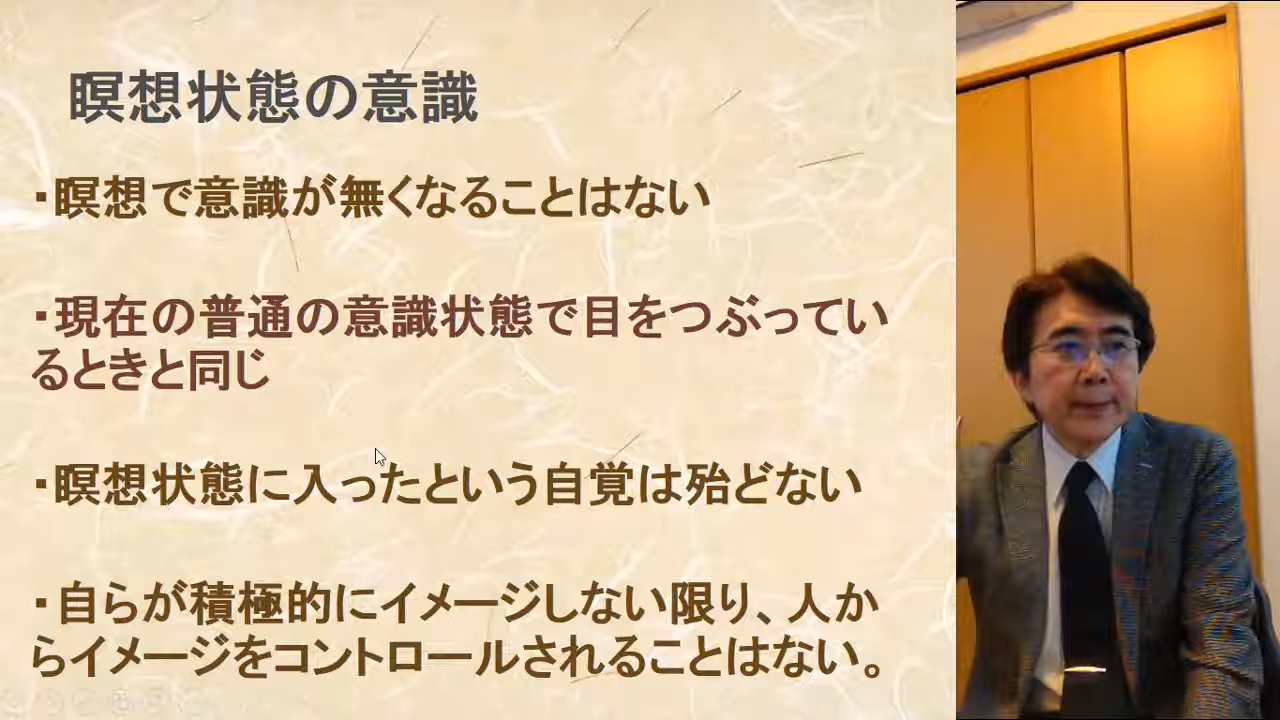 瞑想状態の意識
・瞑想で意識が無くなることはない
・現在の普通の意識状態で目をつぶってい
るときと同じ
・瞑想状態に入ったという自覚は殆どない
・自らが積極的にイメージしない限り、人か
らイメージをコントロールされることはない。